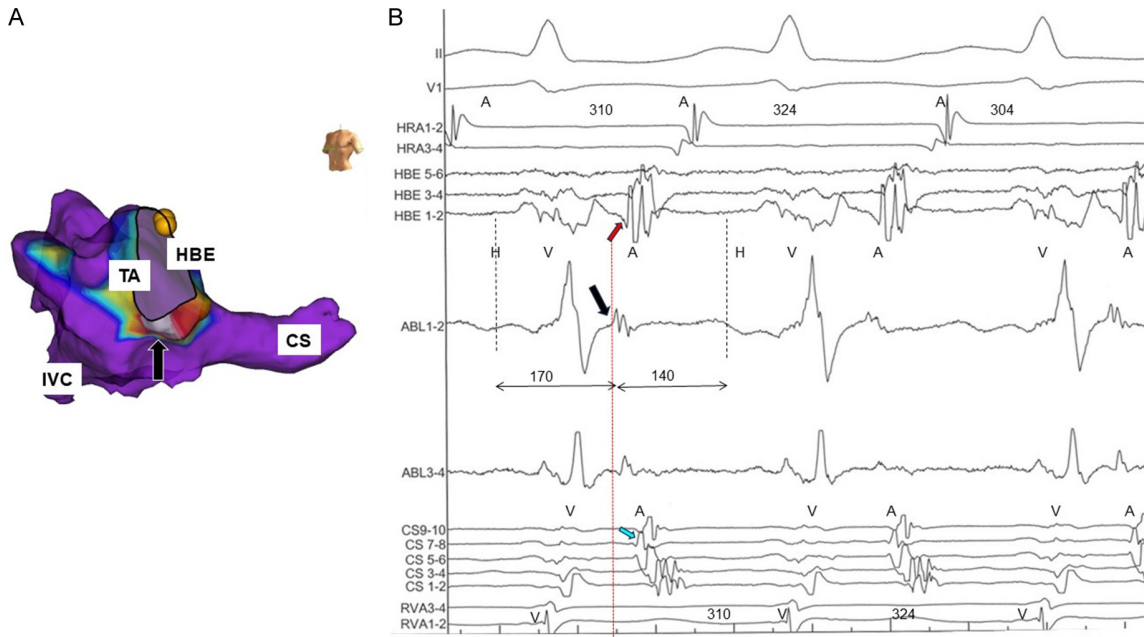 A
TA
HBE
CS
IVC
B
II
V1
A 310 A 324 A 304
HRA1-2
HRA3-4
HBE 5-6
HBE 3-4
HBE 1-2
H V A H V A V A
ABL1-2
170 140
ABL3-4
V A V A V A
CS9-10
CS 7-8
CS 5-6
CS 3-4
CS 1-2
RVA3-4
V 310 V 324 V
RVA1-2